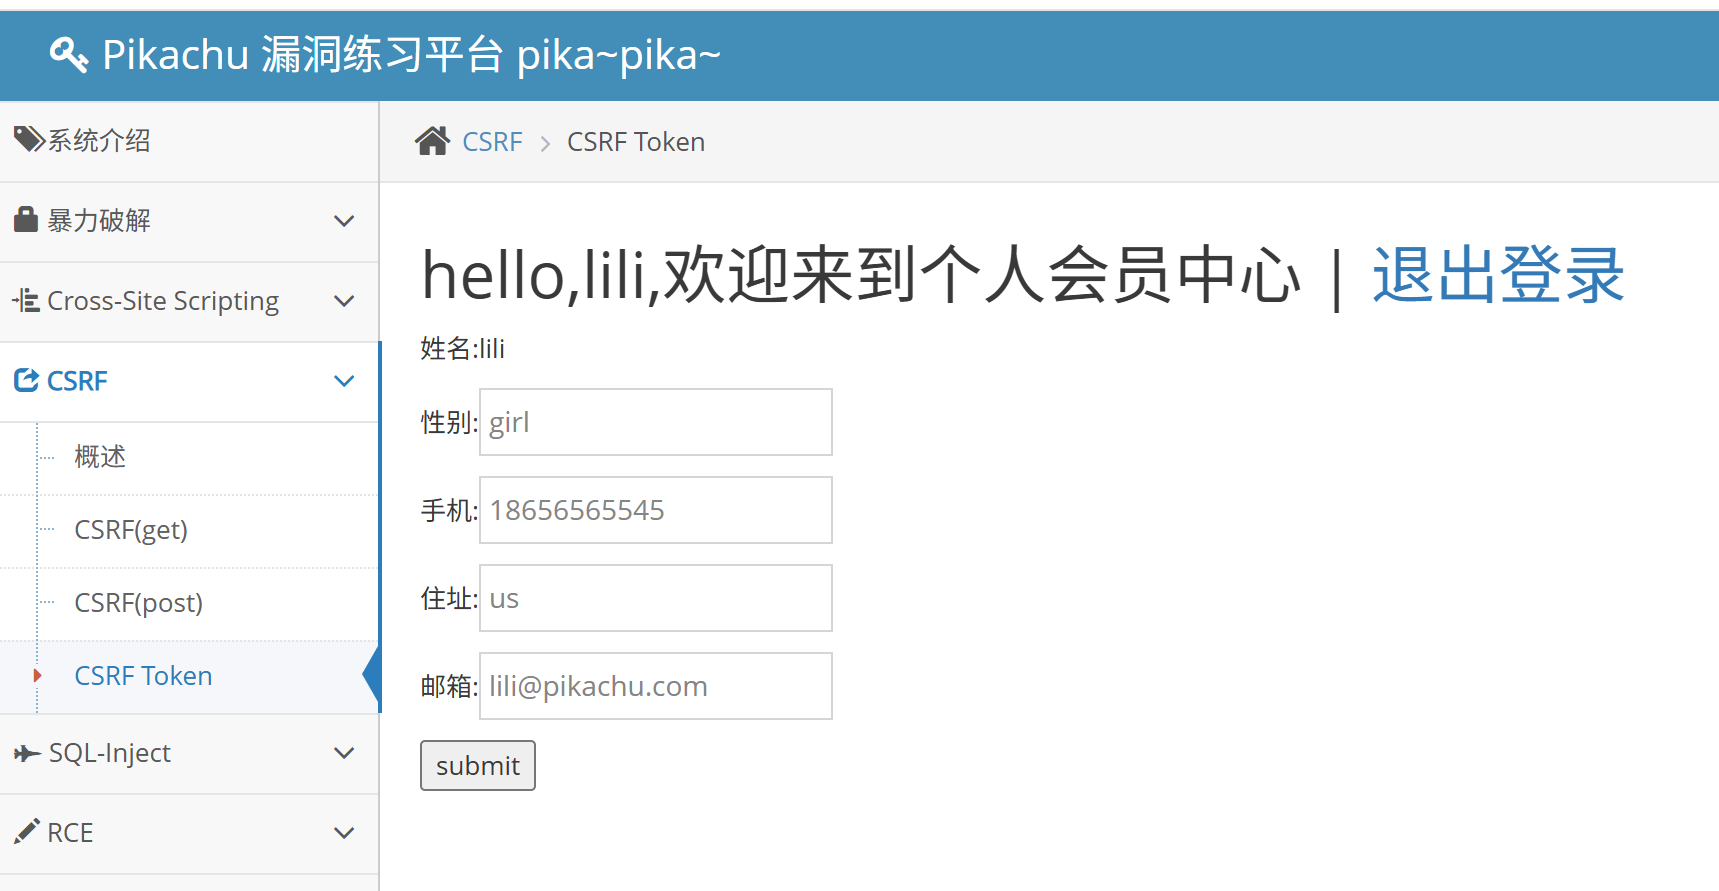 Pikachu 漏洞练习平台 pika~pika~
系统介绍
暴力破解
Cross-Site Scripting
CSRF
概述
CSRF(get)
CSRF(post)
CSRF Token
SQL-Inject
RCE
CSRF > CSRF Token
hello,lili,欢迎来到个人会员中心 | 退出登录
姓名:lili
性别:girl
手机:18656565545
住址:us
邮箱:lili@pikachu.com
submit